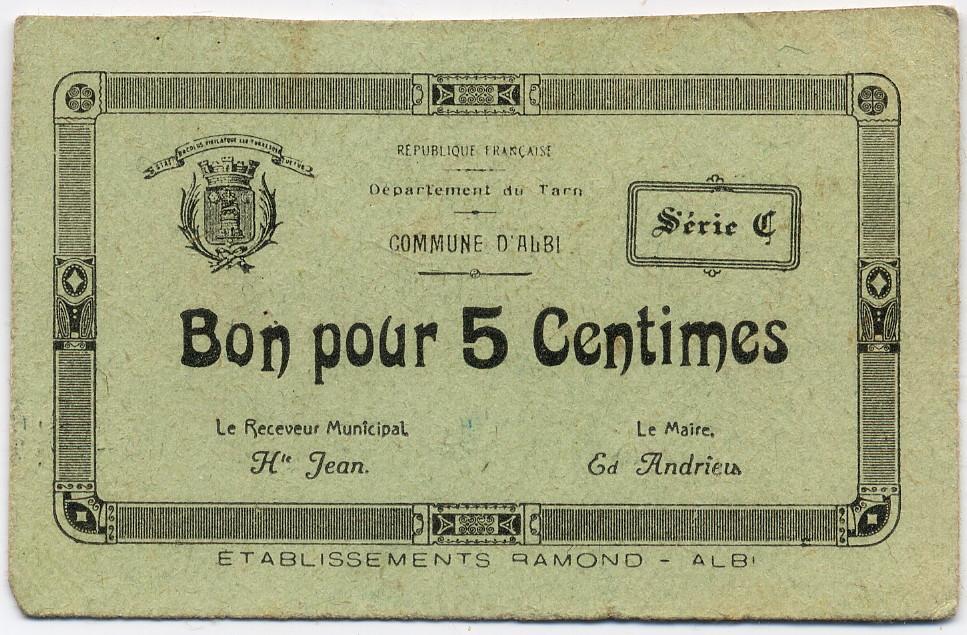 RÉPUBLIQUE FRANÇAISE
Département du Tarn
COMMUNE D'ALBI
Série C
Bon pour 5 Centimes
Le Receveur Municipal
Hte Jean.
Le Maire,
Ed Andrieu
ÉTABLISSEMENTS RAMOND - ALBI